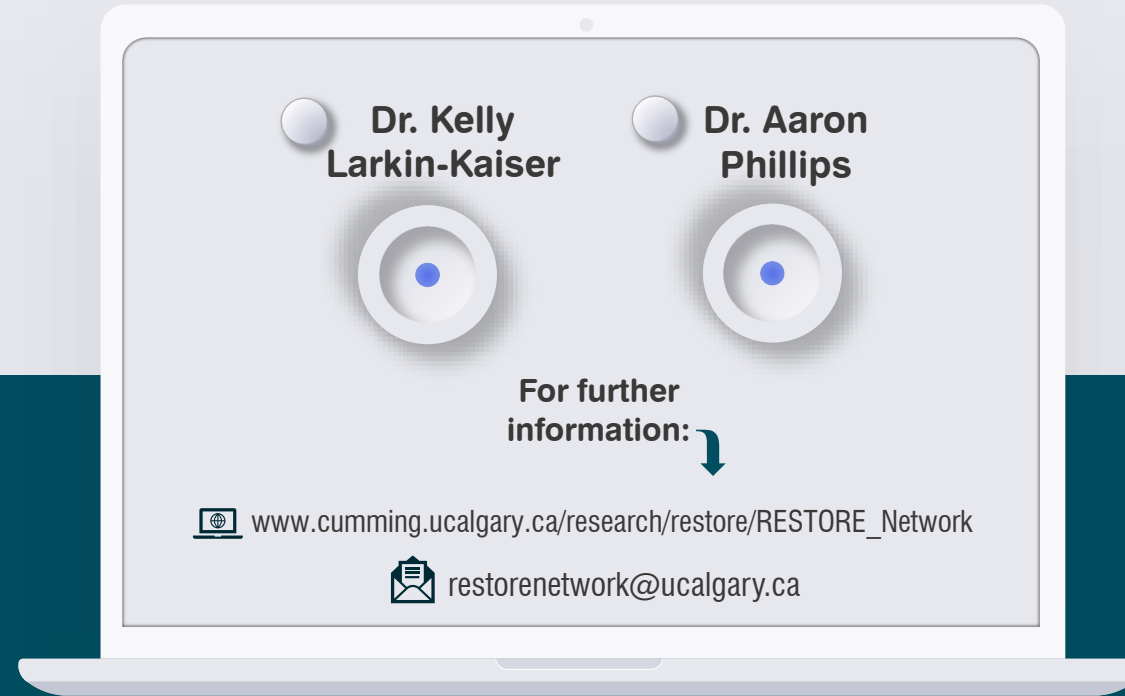 Dr. Kelly
Larkin-Kaiser
Dr. Aaron
Phillips
For further
information:
www.cumming.ucalgary.ca/research/restore/RESTORE_Network
restorenetwork@ucalgary.ca